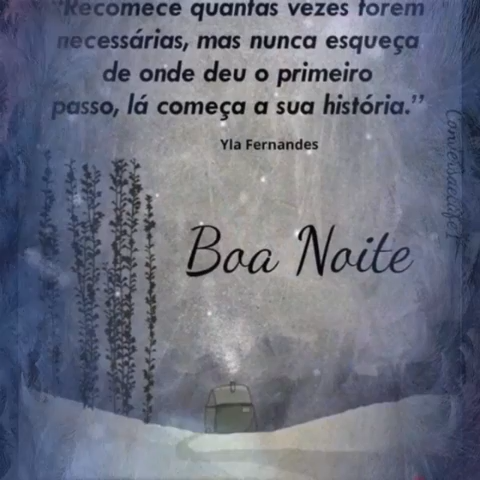 "Recomece quantas vezes forem
necessárias, mas nunca esqueça
de onde deu o primeiro
passo, lá começa a sua história."
Yla Fernandes
Boa Noite